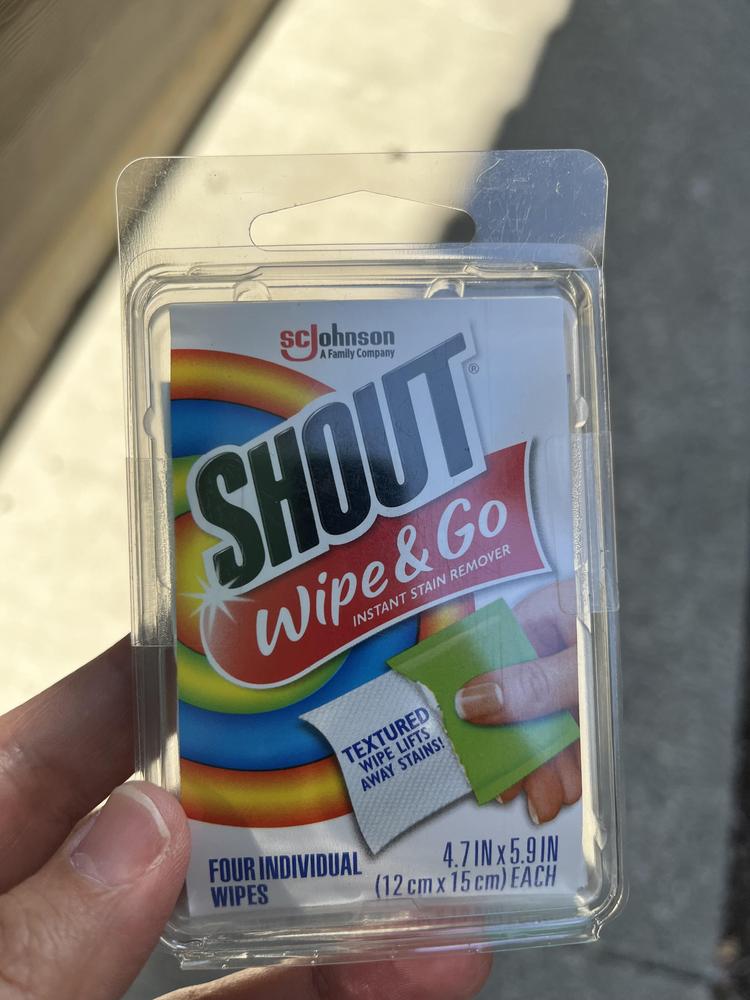 scJohnson
A Family Company
SHOUT®
Wipe & Go
INSTANT STAIN REMOVER
TEXTURED
WIPE LIFTS
AWAY STAINS!
FOUR INDIVIDUAL
WIPES
4.7 IN x 5.9 IN
(12 cm x 15 cm) EACH